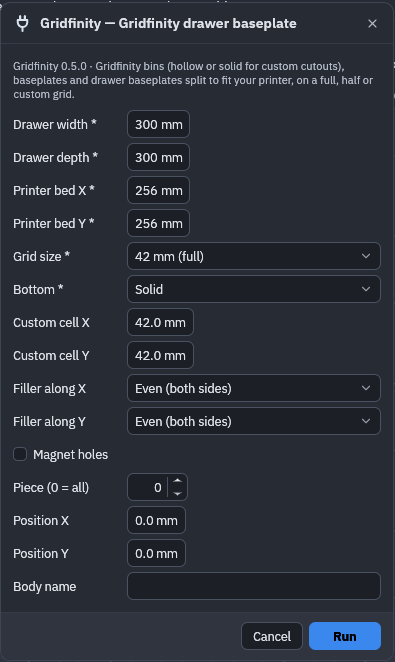 Gridfinity — Gridfinity drawer baseplate
Gridfinity 0.5.0 · Gridfinity bins (hollow or solid for custom cutouts),
baseplates and drawer baseplates split to fit your printer, on a full, half or
custom grid.
Drawer width * 300 mm
Drawer depth * 300 mm
Printer bed X * 256 mm
Printer bed Y * 256 mm
Grid size * 42 mm (full)
Bottom * Solid
Custom cell X 42.0 mm
Custom cell Y 42.0 mm
Filler along X Even (both sides)
Filler along Y Even (both sides)
Magnet holes
Piece (0 = all) 0
Position X 0.0 mm
Position Y 0.0 mm
Body name
Cancel Run